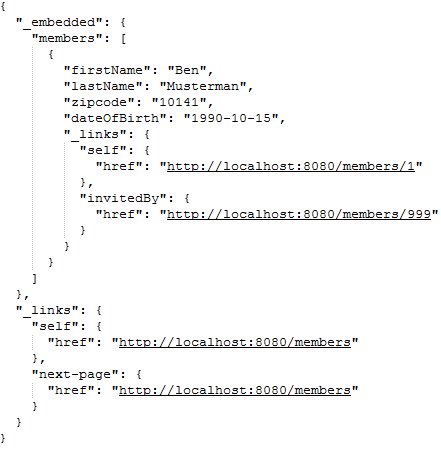 {
  "_embedded": {
    "members": [
      {
        "firstName": "Ben",
        "lastName": "Musterman",
        "zipcode": "10141",
        "dateOfBirth": "1990-10-15",
        "_links": {
          "self": {
            "href": "http://localhost:8080/members/1"
          },
          "invitedBy": {
            "href": "http://localhost:8080/members/999"
          }
        }
      }
    ]
  },
  "_links": {
    "self": {
      "href": "http://localhost:8080/members"
    },
    "next-page": {
      "href": "http://localhost:8080/members"
    }
  }
}